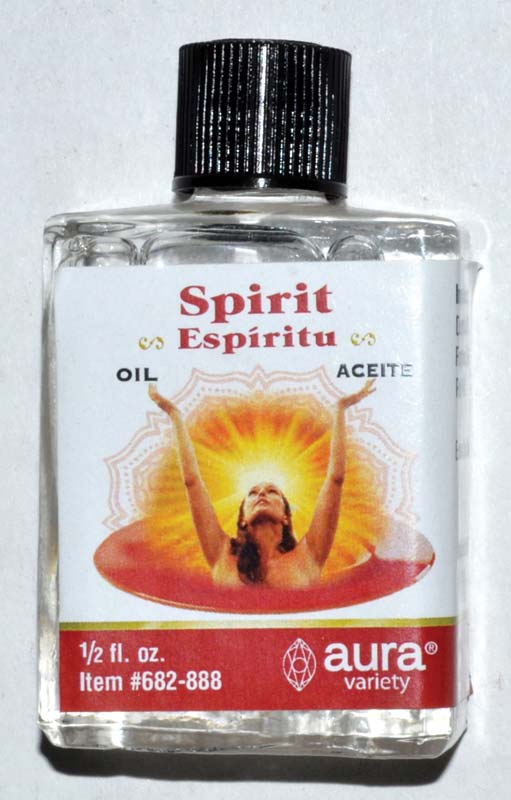 Spirit
Espíritu
OIL ACEITE
1/2 fl. oz.
Item #682-888
aura®
variety